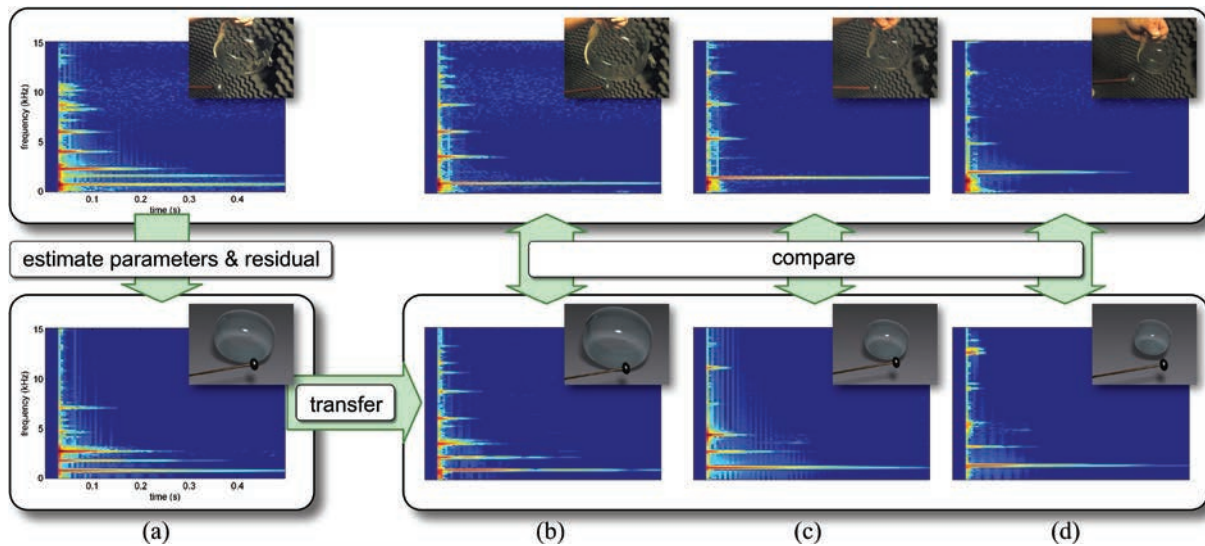 15
10
5
0
frequency (kHz)
0.1 0.2 0.3 0.4
time (s)
estimate parameters & residual
compare
15
10
5
0
frequency (kHz)
0.1 0.2 0.3 0.4
time (s)
transfer
(a) (b) (c) (d)